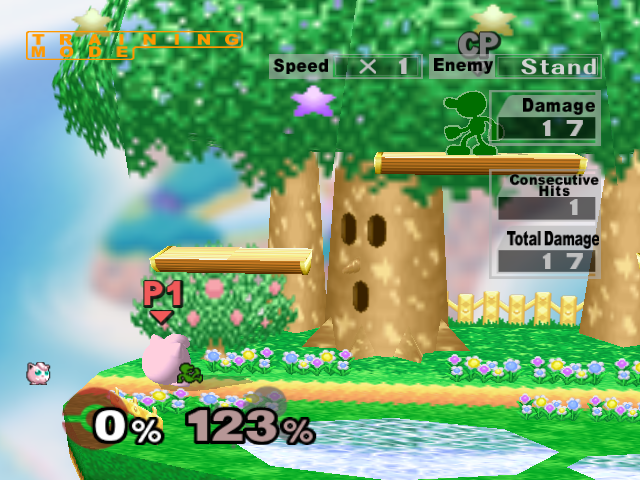 TRAINING
MODE
CP
Speed × 1 Enemy Stand
Damage
17
Consecutive
Hits
1
Total Damage
17
P1
0% 123%